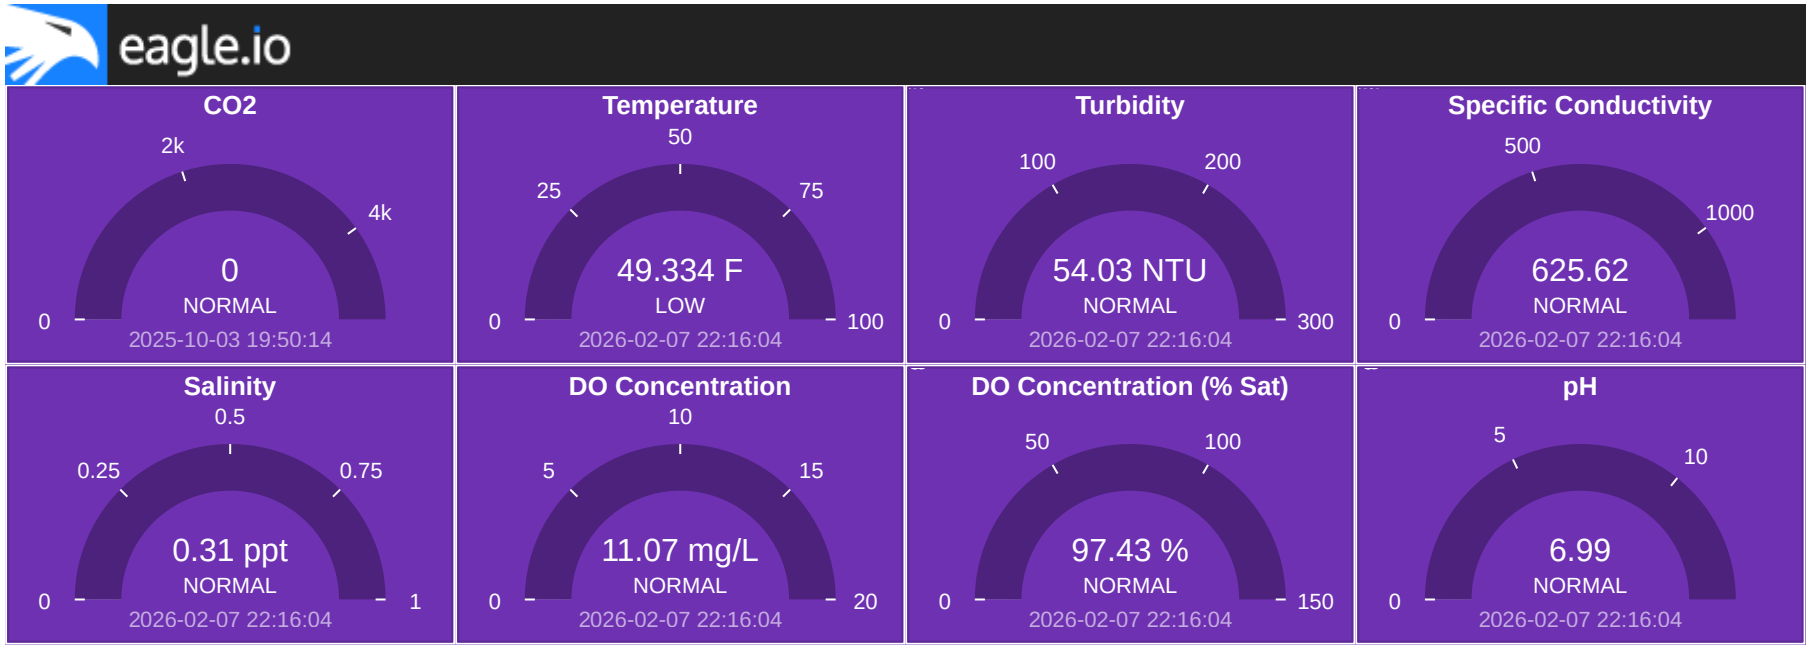 eagle.io
CO2
2k
4k
0
0
NORMAL
2025-10-03 19:50:14
Temperature
50
25
75
49.334 F
LOW
0
100
2026-02-07 22:16:04
Turbidity
100
200
54.03 NTU
NORMAL
0
300
2026-02-07 22:16:04
Specific Conductivity
500
1000
625.62
NORMAL
0
2026-02-07 22:16:04
Salinity
0.5
0.25
0.75
0.31 ppt
NORMAL
0
1
2026-02-07 22:16:04
DO Concentration
10
5
15
11.07 mg/L
NORMAL
0
20
2026-02-07 22:16:04
DO Concentration (% Sat)
50
100
97.43 %
NORMAL
0
150
2026-02-07 22:16:04
pH
5
10
6.99
NORMAL
0
2026-02-07 22:16:04